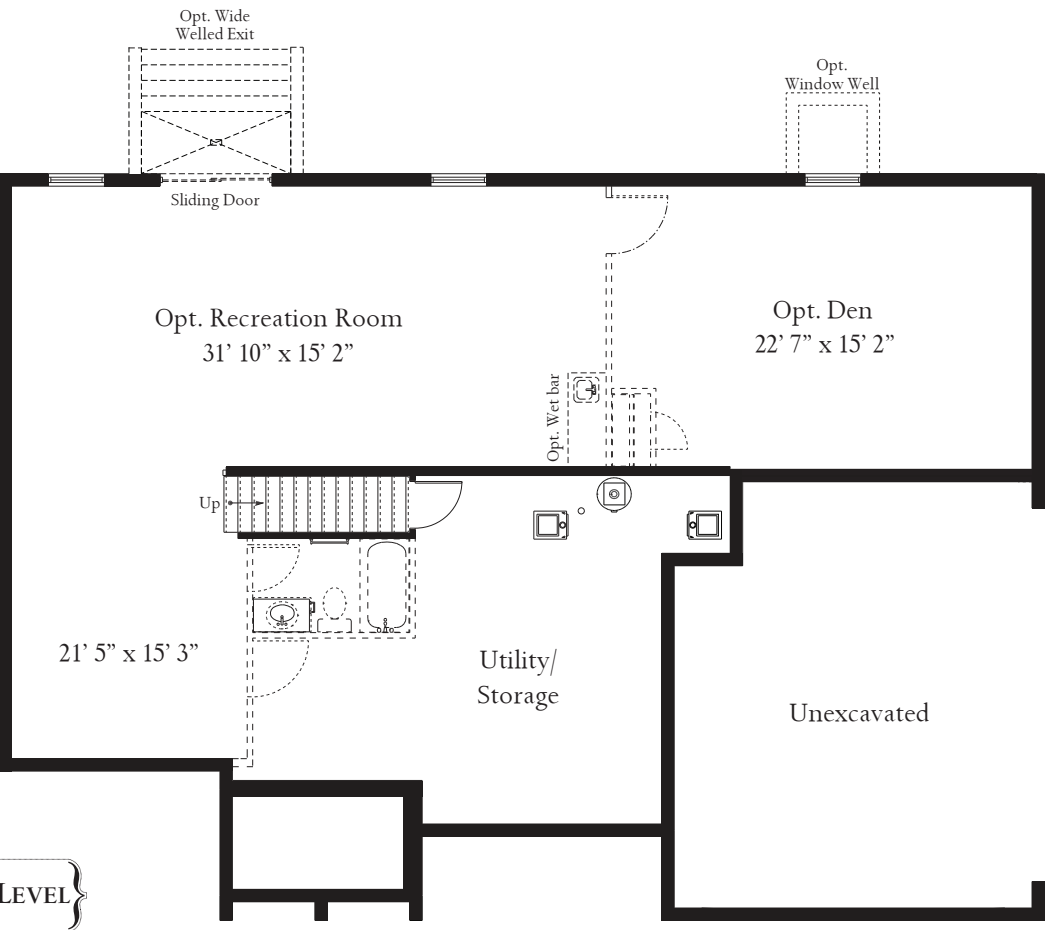 Opt. Wide
Welled Exit
Opt.
Window Well
Sliding Door
Opt. Recreation Room
31’ 10” x 15’ 2”
Opt. Den
22’ 7” x 15’ 2”
Opt. Wet bar
Up
21’ 5” x 15’ 3”
Utility/
Storage
Unexcavated
LEVEL